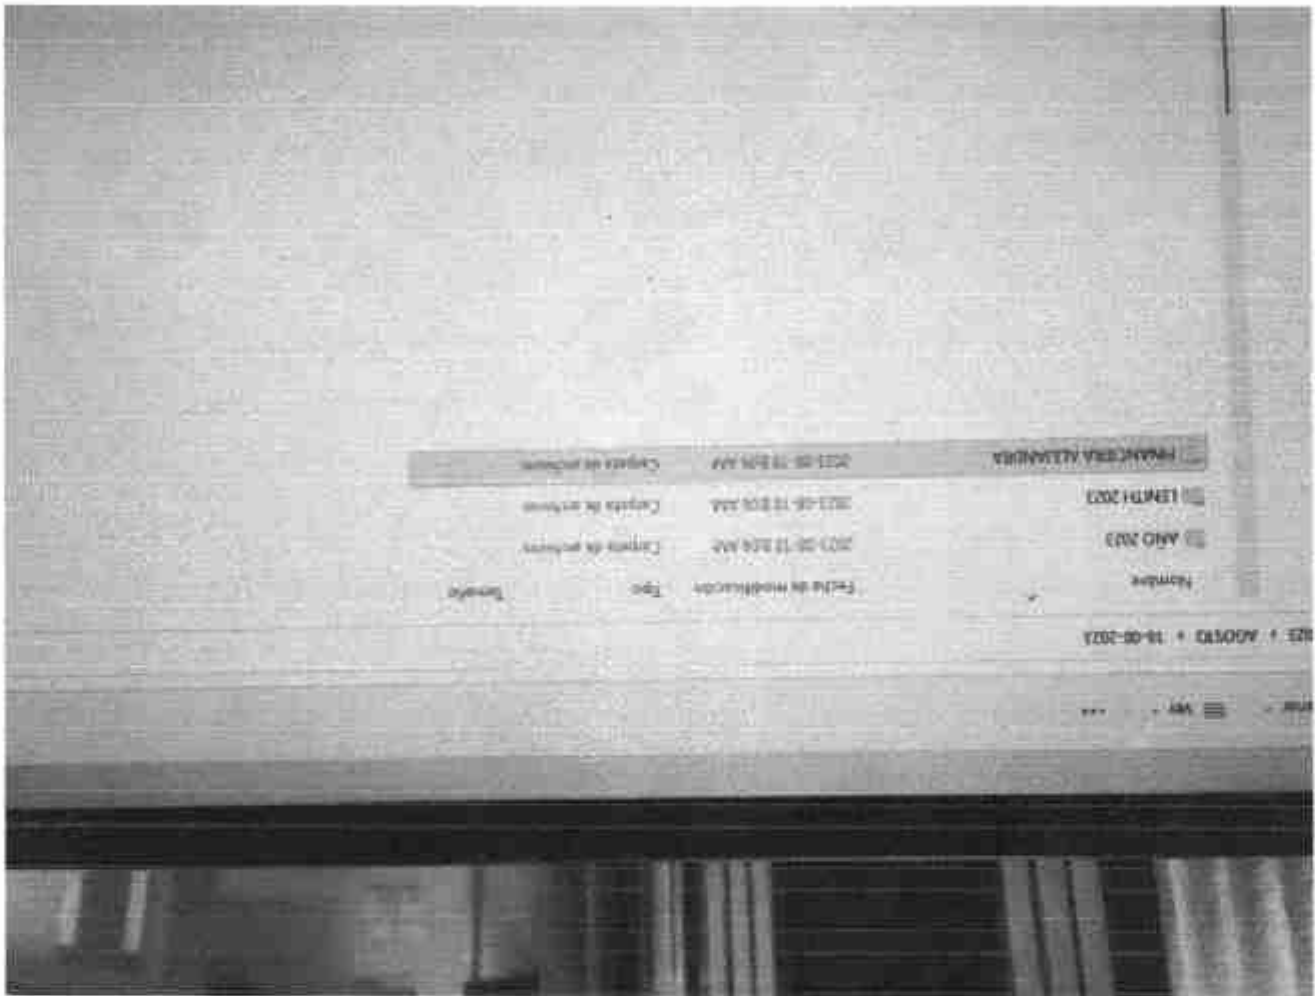 Ver ...
AGOSTO 18-08-2023
Nombre Fecha de modificación Tipo Tamaño
AÑO 2023 Carpeta de archivos
LENITH 2023 Carpeta de archivos
FINANCIERA ALEJANDRA Carpeta de archivos